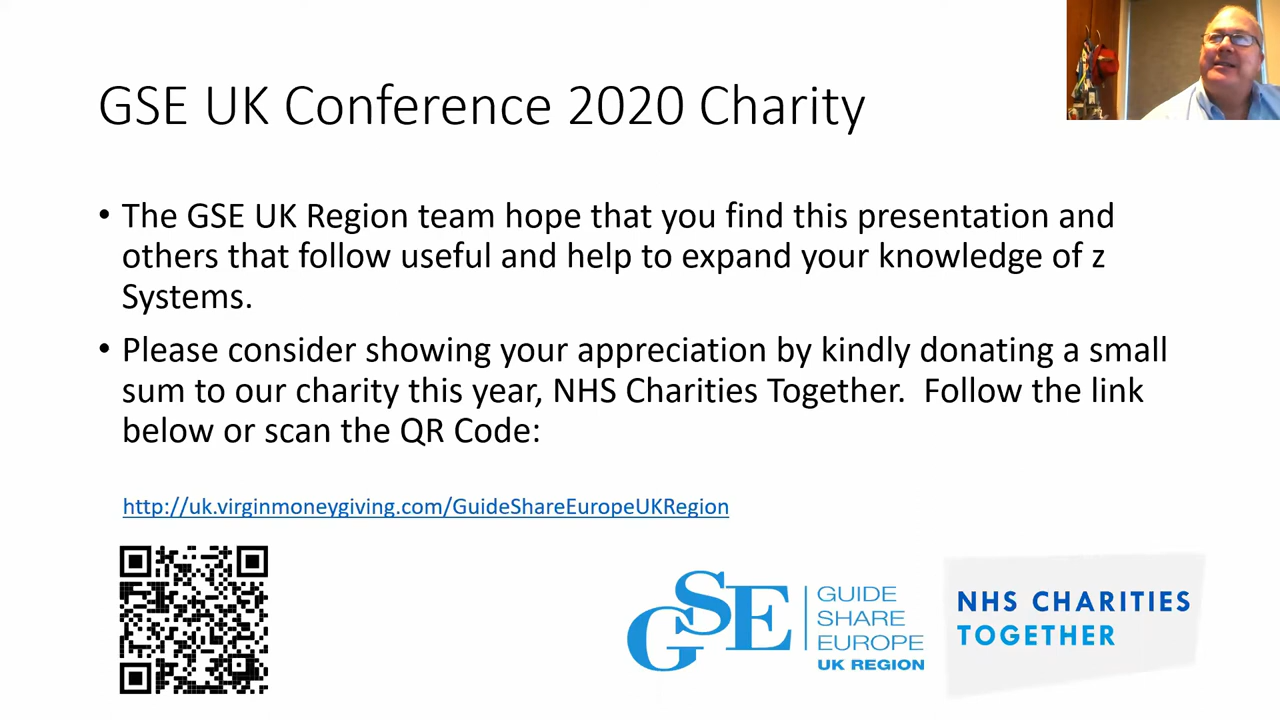 GSE UK Conference 2020 Charity
• The GSE UK Region team hope that you find this presentation and
others that follow useful and help to expand your knowledge of z
Systems.
• Please consider showing your appreciation by kindly donating a small
sum to our charity this year, NHS Charities Together.  Follow the link
below or scan the QR Code:
http://uk.virginmoneygiving.com/GuideShareEuropeUKRegion
GSE
GUIDE
SHARE
EUROPE
UK REGION
NHS CHARITIES
TOGETHER